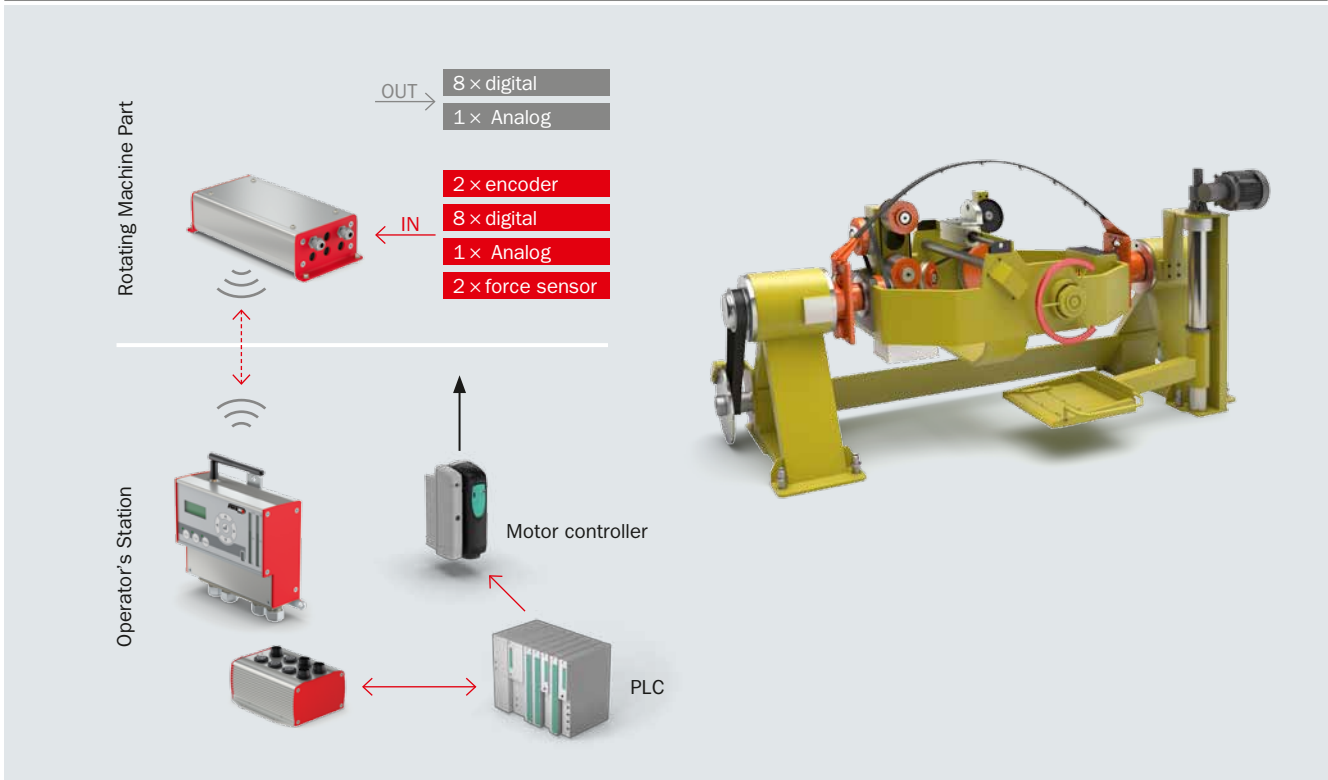 Rotating Machine Part
OUT
8 × digital
1 × Analog
IN
2 × encoder
8 × digital
1 × Analog
2 × force sensor
Operator's Station
Motor controller
PLC